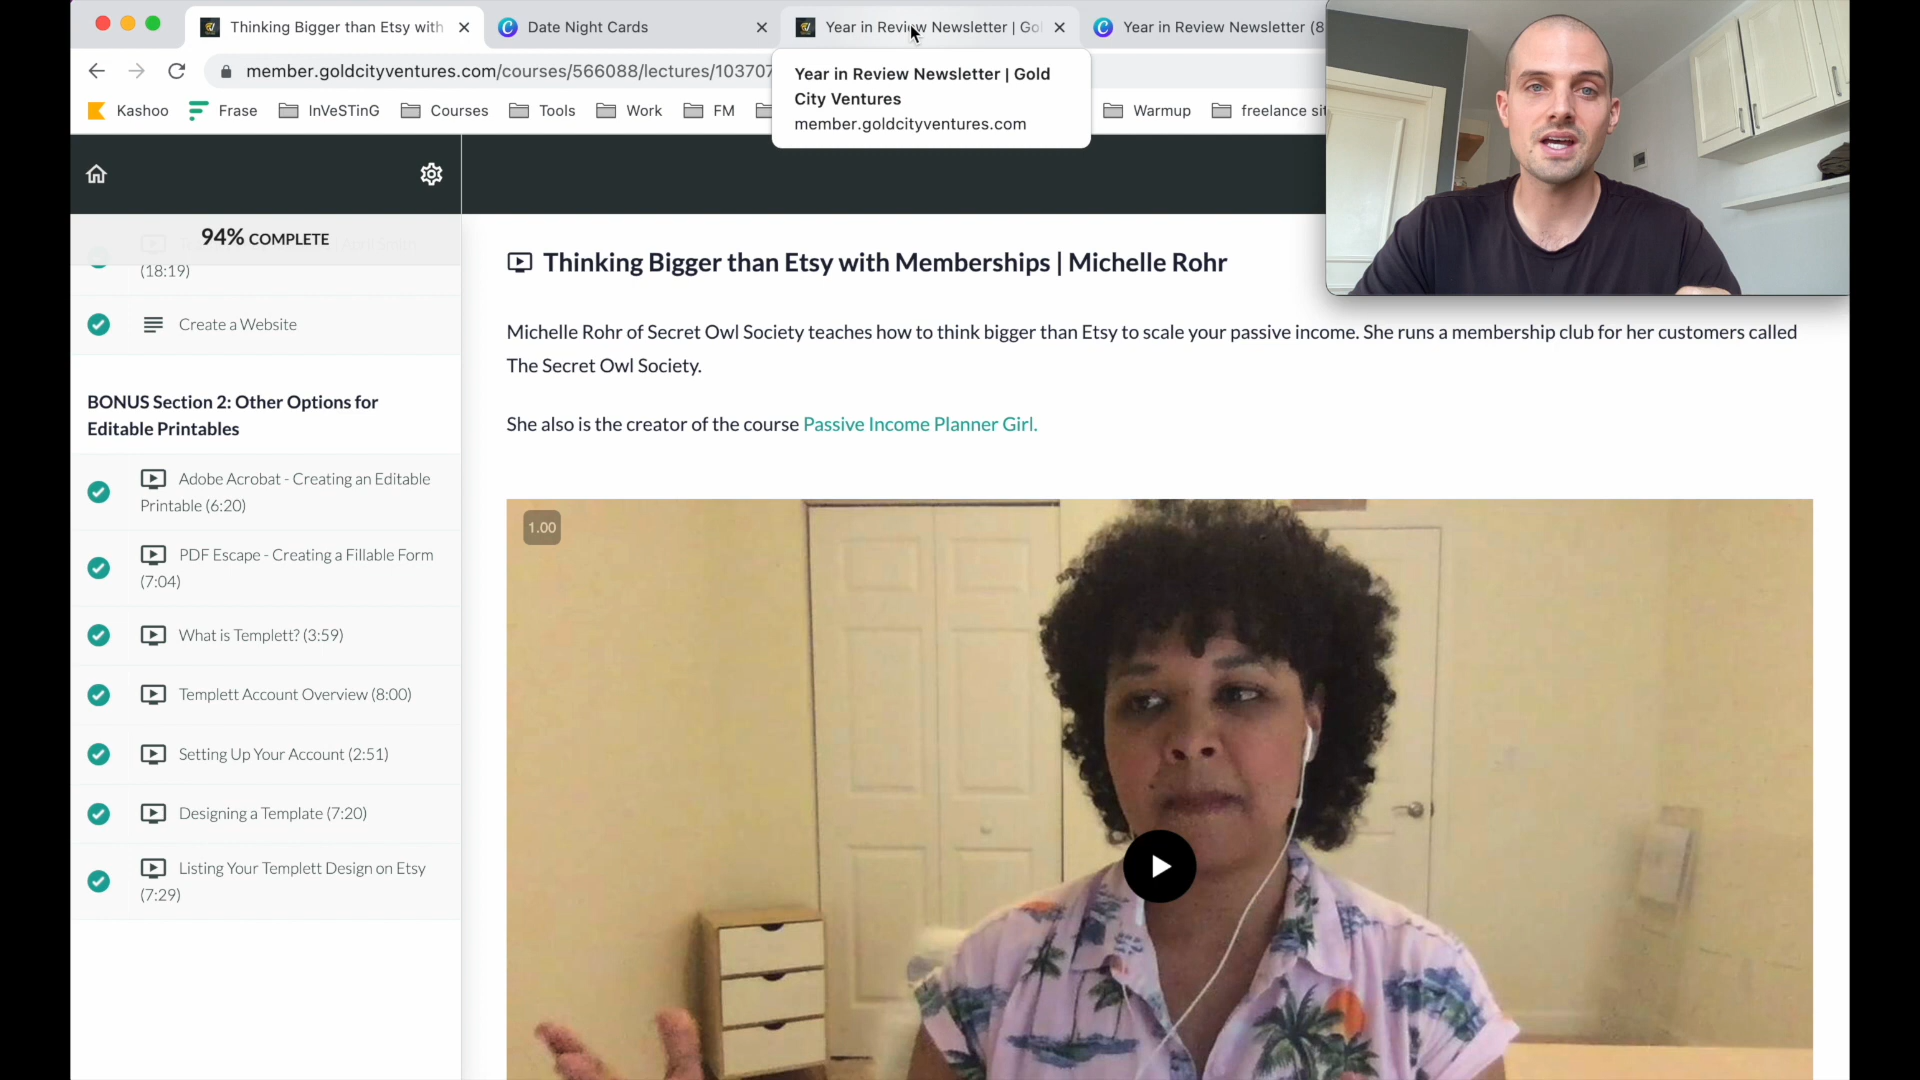 Thinking Bigger than Etsy with
Date Night Cards
Year in Review Newsletter | Go
Year in Review Newsletter (8
member.goldcityventures.com/courses/566088/lectures/103707
Year in Review Newsletter | Gold
City Ventures
member.goldcityventures.com
Kashoo
Frase
InVeSTinG
Courses
Tools
Work
FM
Warmup
freelance sit
94% COMPLETE
(18:19)
Create a Website
BONUS Section 2: Other Options for
Editable Printables
Adobe Acrobat - Creating an Editable
Printable (6:20)
PDF Escape - Creating a Fillable Form
(7:04)
What is Templett? (3:59)
Templett Account Overview (8:00)
Setting Up Your Account (2:51)
Designing a Template (7:20)
Listing Your Templett Design on Etsy
(7:29)
Thinking Bigger than Etsy with Memberships | Michelle Rohr
Michelle Rohr of Secret Owl Society teaches how to think bigger than Etsy to scale your passive income. She runs a membership club for her customers called
The Secret Owl Society.
She also is the creator of the course Passive Income Planner Girl.
1.00